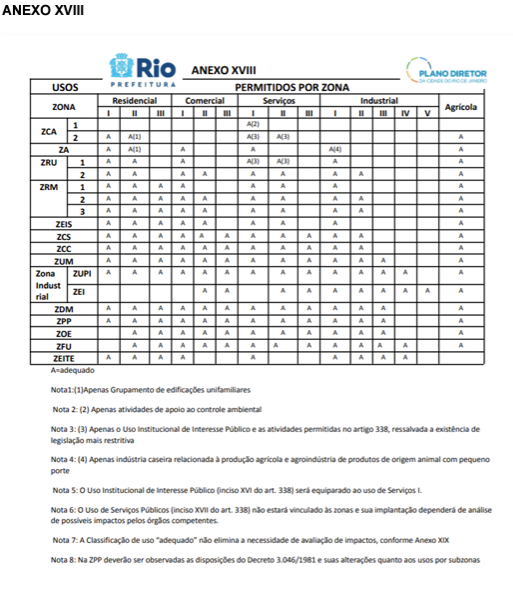 ANEXO XVIII
Rio
PREFEITURA
ANEXO XVIII
PLANO DIRETOR
DA CIDADE DO RIO DE JANEIRO
USOS PERMITIDOS POR ZONA
ZONA Residencial Comercial Serviços Industrial Agrícola
I II III I II III I II III I II III IV V
ZCA 1 A(2)
2 A A(1) A(3) A(3) A
ZA A A(1) A A A(4) A
ZRU 1 A A A A(3) A(3) A A
2 A A A A A A A A A
ZRM 1 A A A A A A A A
2 A A A A A A A A A A
3 A A A A A A A A A A
ZEIS A A A A A A A A A
ZCS A A A A A A A A A A A A
ZCC A A A A A A A A A A A A
ZUM A A A A A A A A A A A A A
Zona Indust rial ZUPI A A A A A A A A A A A A A A
ZEI A A A A A A A A A A
ZDM A A A A A A A A A A A A A
ZPP A A A A A A A A A A A A A
ZOE A A A A A A A A A A A A
ZFU A A A A A A A A A A A A A
ZEITE A A A A A A A A A
A=adequado
Nota1:(1)Apenas Grupamento de edificações unifamiliares
Nota 2: (2) Apenas atividades de apoio ao controle ambiental
Nota 3: (3) Apenas o Uso Institucional de Interesse Público e as atividades permitidas no artigo 338, ressalvada a existência de
legislação mais restritiva
Nota 4: (4) Apenas indústria caseira relacionada à produção agrícola e agroindústria de produtos de origem animal com pequeno
porte
Nota 5: O Uso Institucional de Interesse Público (inciso XVI do art. 338) será equiparado ao uso de Serviços I.
Nota 6: O Uso de Serviços Públicos (inciso XVII do art. 338) não estará vinculado às zonas e sua implantação dependerá de análise
de possíveis impactos pelos órgãos competentes.
Nota 7: A Classificação de uso "adequado" não elimina a necessidade de avaliação de impactos, conforme Anexo XIX
Nota 8: Na ZPP deverão ser observadas as disposições do Decreto 3.046/1981 e suas alterações quanto aos usos por subzonas